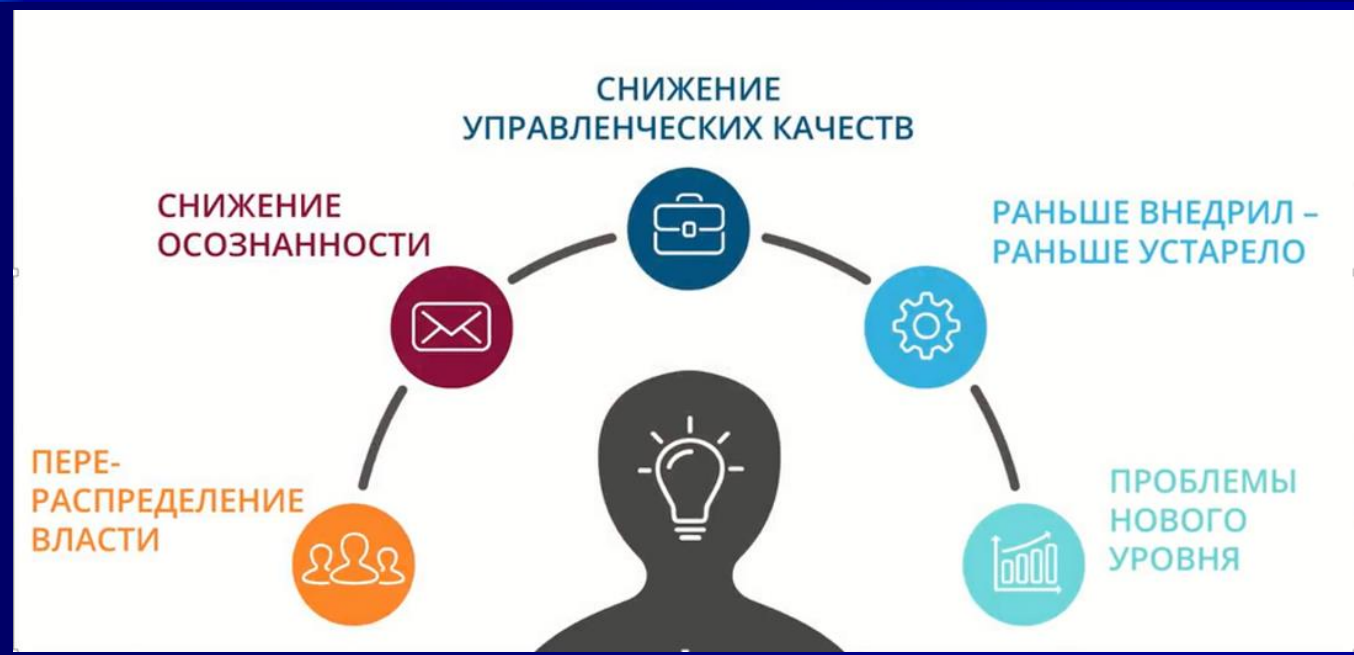 СНИЖЕНИЕ
УПРАВЛЕНЧЕСКИХ КАЧЕСТВ
СНИЖЕНИЕ
ОСОЗНАННОСТИ
РАНЬШЕ ВНЕДРИЛ –
РАНЬШЕ УСТАРЕЛО
ПЕРЕ-
РАСПРЕДЕЛЕНИЕ
ВЛАСТИ
ПРОБЛЕМЫ
НОВОГО
УРОВНЯ